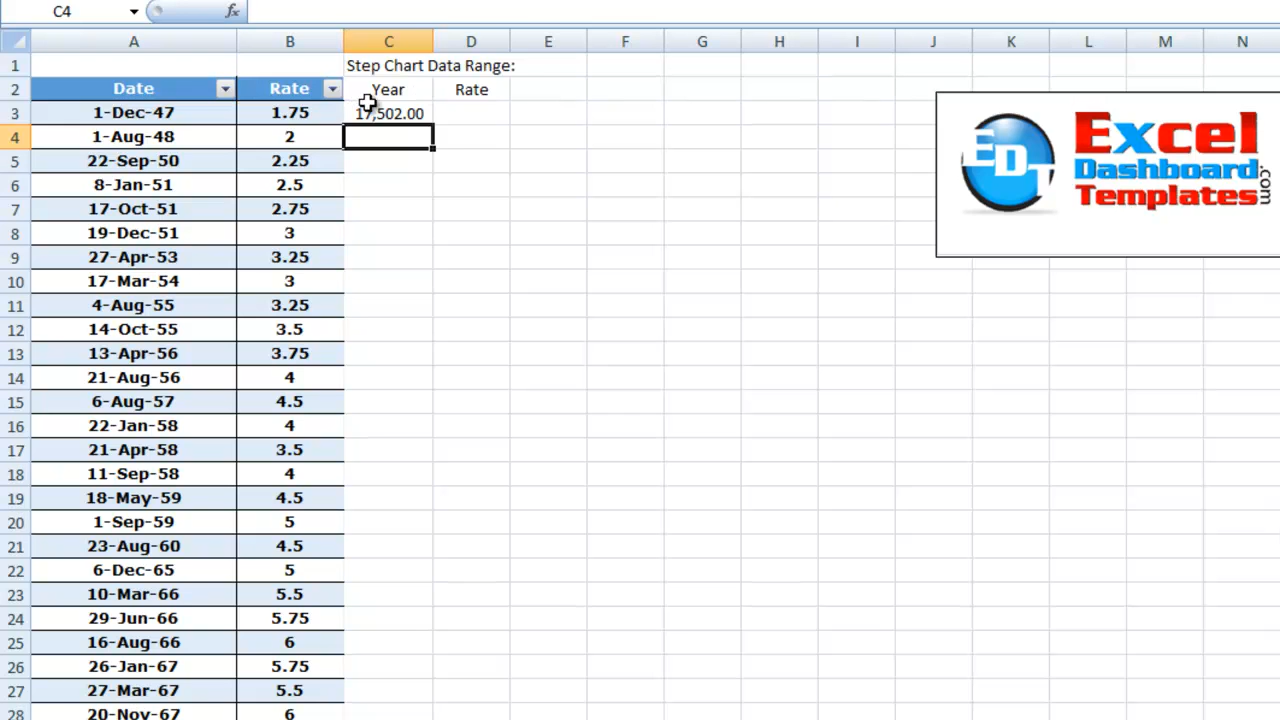 C4 fx
A B C D E F G H I J K L M N
1 Step Chart Data Range:
2 Date Rate Year Rate
3 1-Dec-47 1.75 17,502.00
4 1-Aug-48 2
5 22-Sep-50 2.25
6 8-Jan-51 2.5
7 17-Oct-51 2.75
8 19-Dec-51 3
9 27-Apr-53 3.25
10 17-Mar-54 3
11 4-Aug-55 3.25
12 14-Oct-55 3.5
13 13-Apr-56 3.75
14 21-Aug-56 4
15 6-Aug-57 4.5
16 22-Jan-58 4
17 21-Apr-58 3.5
18 11-Sep-58 4
19 18-May-59 4.5
20 1-Sep-59 5
21 23-Aug-60 4.5
22 6-Dec-65 5
23 10-Mar-66 5.5
24 29-Jun-66 5.75
25 16-Aug-66 6
26 26-Jan-67 5.75
27 27-Mar-67 5.5
28 20-Nov-67 6
EDT
Excel
Dashboard
Templates
.com